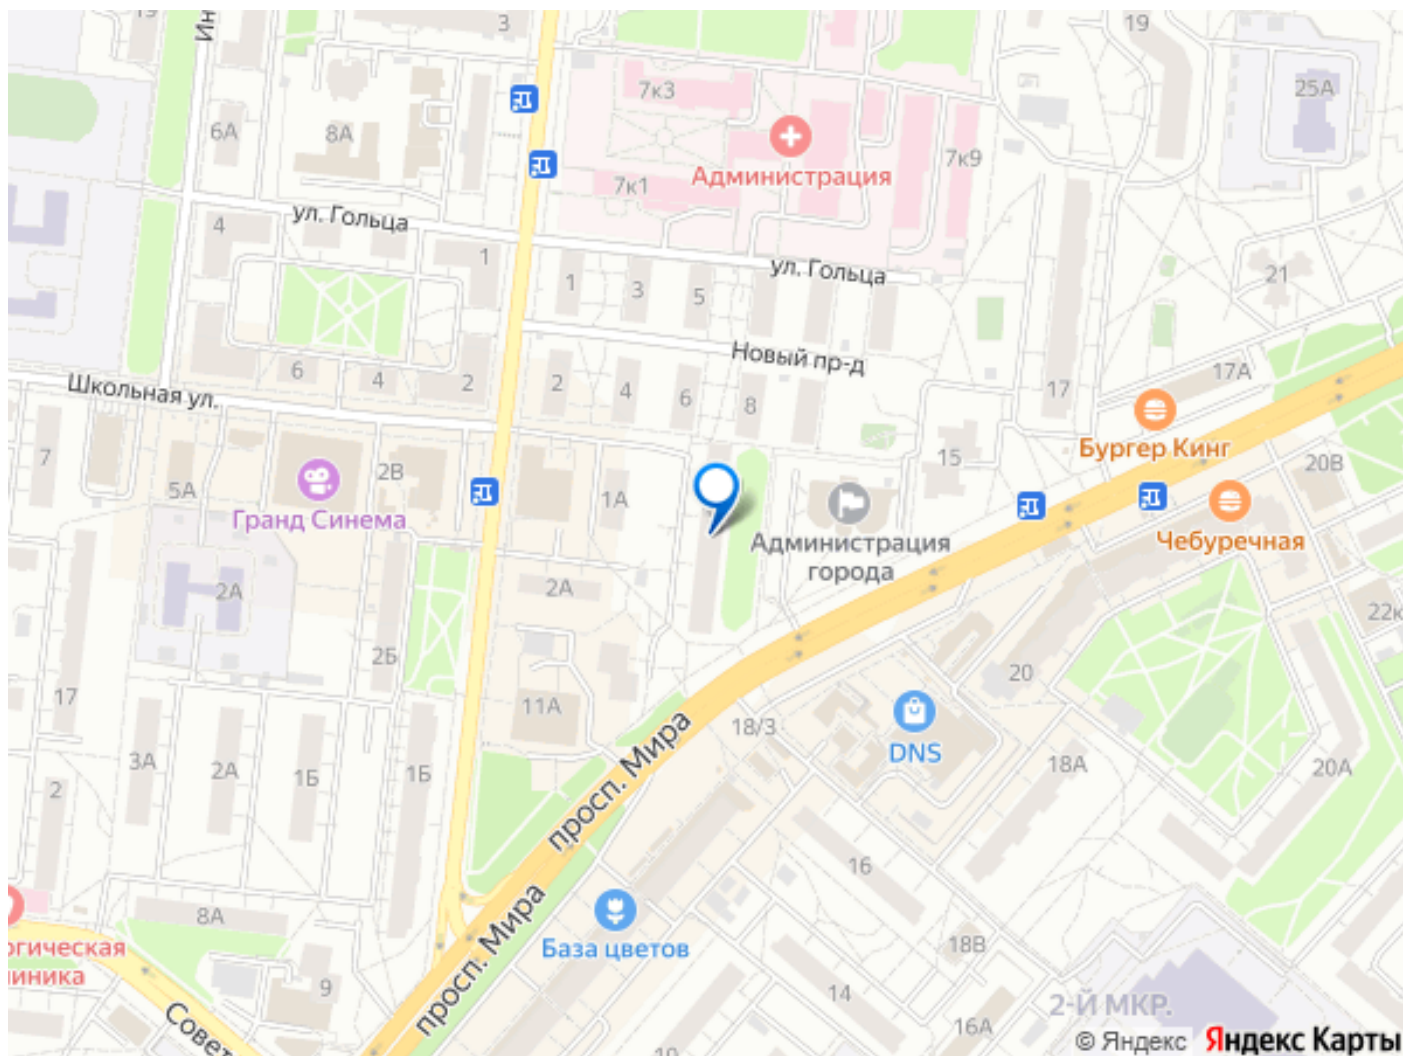 3
19
7к3
25А
6А
8А
Администрация
7к9
7к1
ул. Гольца
4
1
ул. Гольца
1
3
5
21
Новый пр-д
6
4
2
2
4
6
8
17
17А
Школьная ул.
Бургер Кинг
7
2В
15
20В
5А
1А
Гранд Синема
Чебуречная
Администрация
города
2А
2А
22к
2Б
20
17
11А
18/3
просп. Мира
DNS
3А
2А
1Б
1Б
18А
20А
2
16
8А
База цветов
18В
огическая
линика
просп. Мира
9
14
2-Й МКР.
16А
Совет
© Яндекс
Яндекс Карты